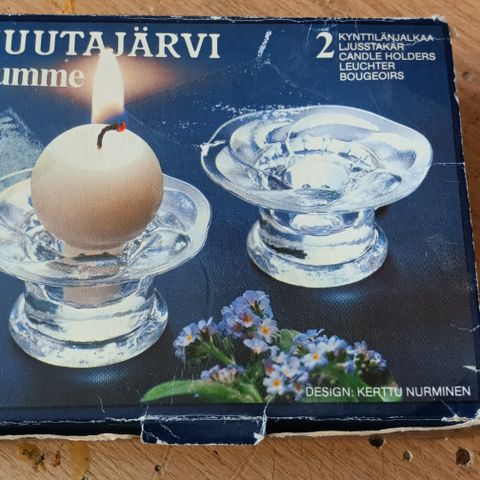 UUTAJÄRVI
umme
2 KYNTTILÄNJALKAA
LJUSSTAKAR
CANDLE HOLDERS
LEUCHTER
BOUGEOIRS
DESIGN: KERTTU NURMINEN